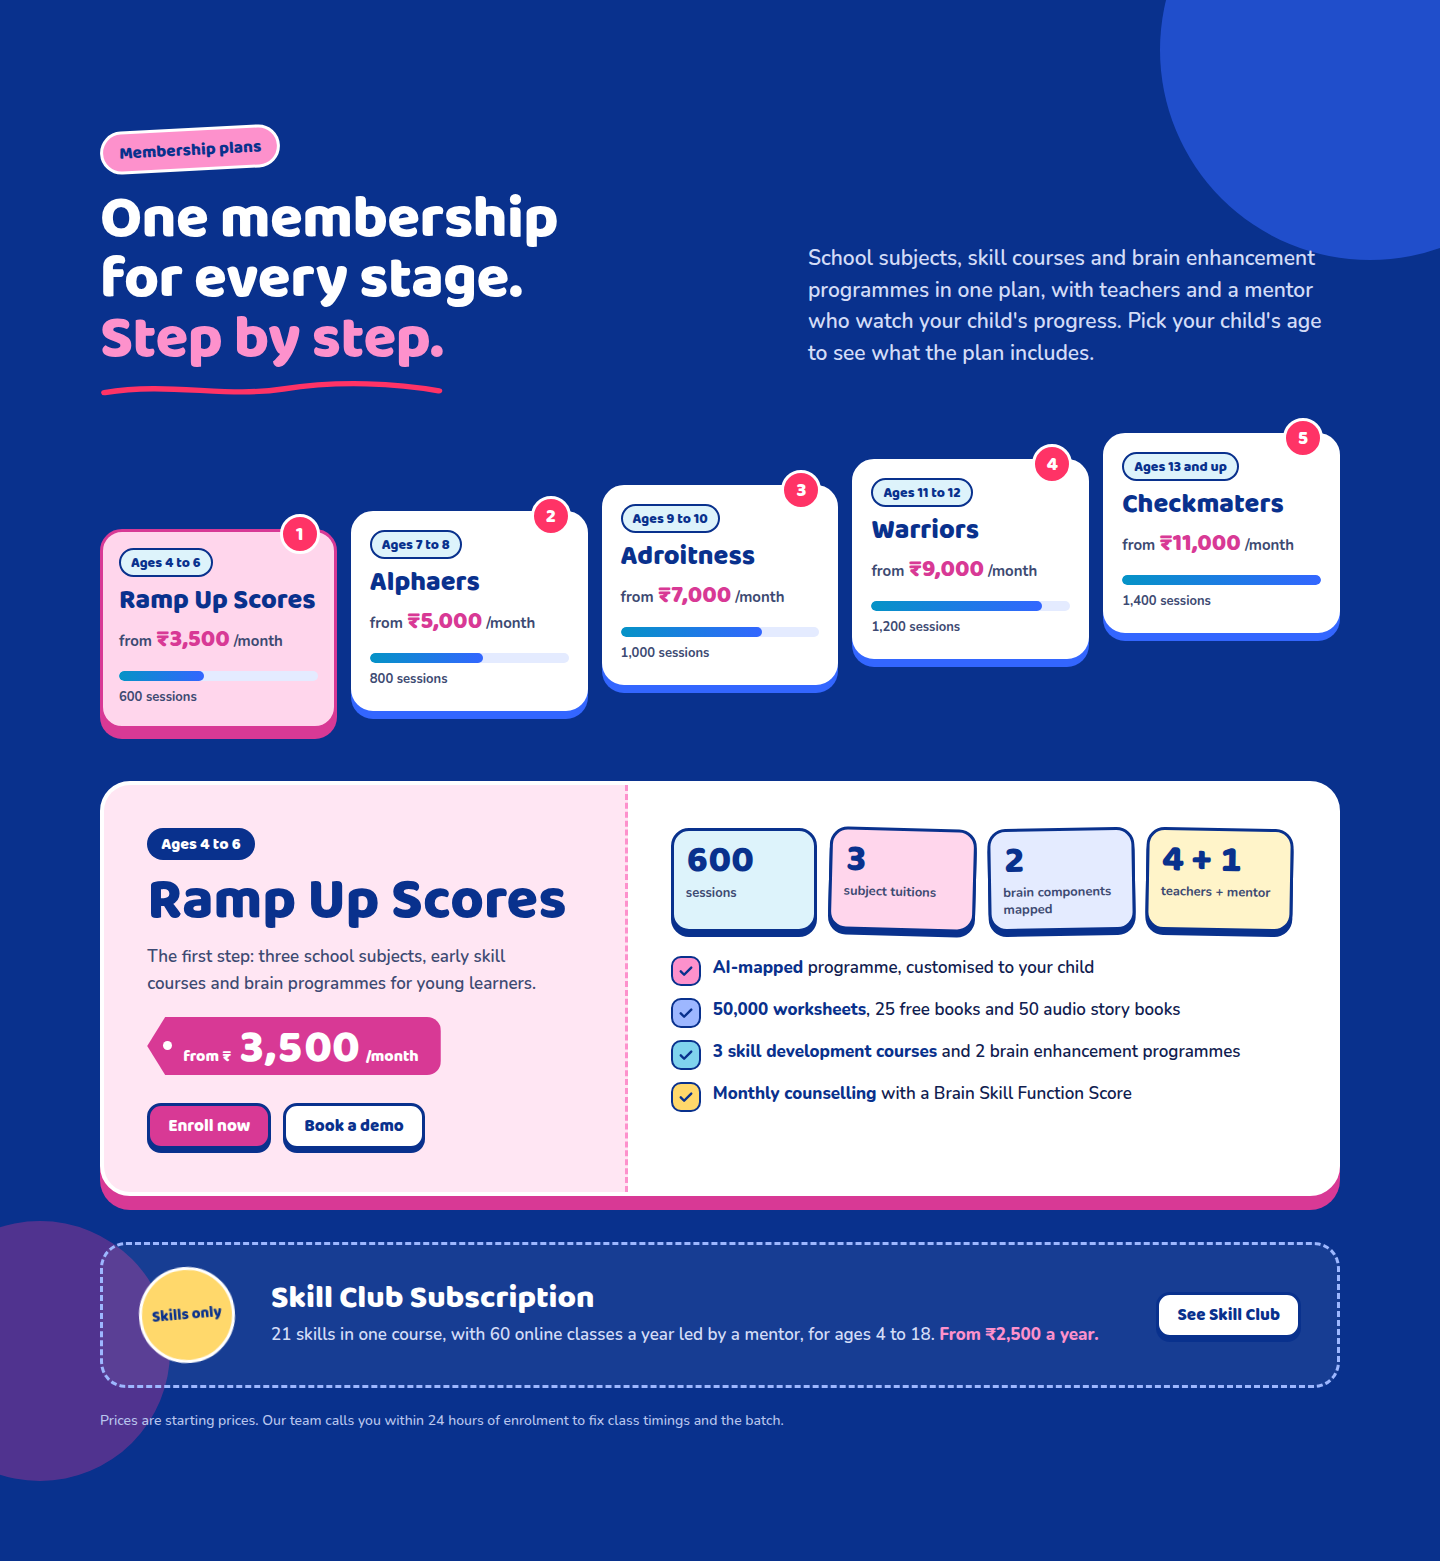 Membership plans
One membership
for every stage.
Step by step.
School subjects, skill courses and brain enhancement
programmes in one plan, with teachers and a mentor
who watch your child's progress. Pick your child's age
to see what the plan includes.
1
Ages 4 to 6
Ramp Up Scores
from ₹3,500 /month
600 sessions
2
Ages 7 to 8
Alphaers
from ₹5,000 /month
800 sessions
3
Ages 9 to 10
Adroitness
from ₹7,000 /month
1,000 sessions
4
Ages 11 to 12
Warriors
from ₹9,000 /month
1,200 sessions
5
Ages 13 and up
Checkmaters
from ₹11,000 /month
1,400 sessions
Ages 4 to 6
Ramp Up Scores
The first step: three school subjects, early skill
courses and brain programmes for young learners.
from ₹ 3,500 /month
Enroll now
Book a demo
600
sessions
3
subject tuitions
2
brain components
mapped
4 + 1
teachers + mentor
AI-mapped programme, customised to your child
50,000 worksheets, 25 free books and 50 audio story books
3 skill development courses and 2 brain enhancement programmes
Monthly counselling with a Brain Skill Function Score
Skills only
Skill Club Subscription
21 skills in one course, with 60 online classes a year led by a mentor, for ages 4 to 18. From ₹2,500 a year.
See Skill Club
Prices are starting prices. Our team calls you within 24 hours of enrolment to fix class timings and the batch.